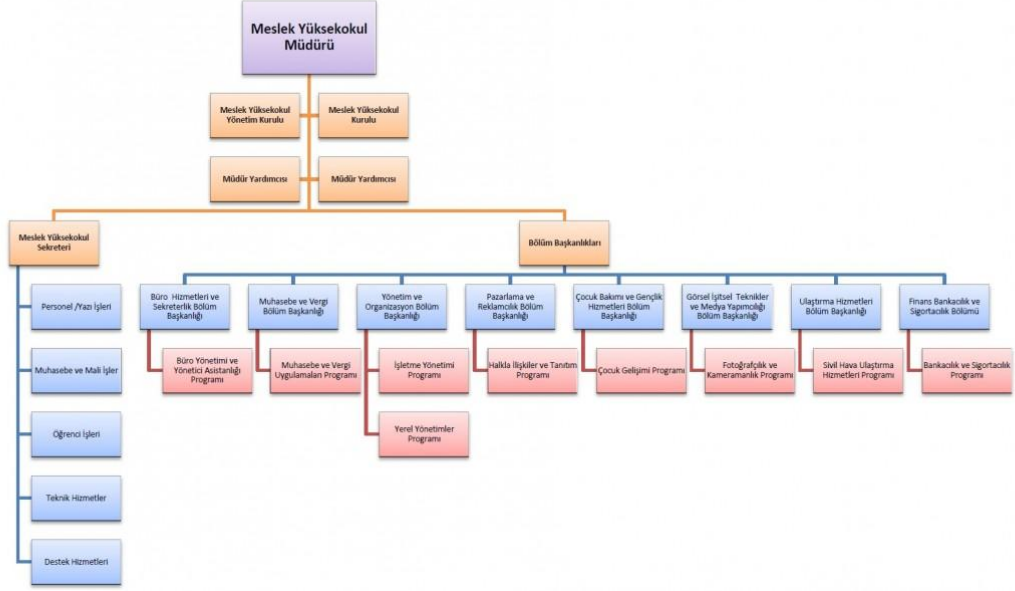 Meslek Yüksekokul
Müdürü
Meslek Yüksekokul
Yönetim Kurulu
Meslek Yüksekokul
Kurulu
Müdür Yardımcısı
Müdür Yardımcısı
Meslek Yüksekokul
Sekreteri
Bölüm Başkanlıkları
Personel /Yazı İşleri
Muhasebe ve Mali İşler
Öğrenci İşleri
Teknik Hizmetler
Destek Hizmetleri
Büro Hizmetleri ve
Sekreterlik Bölüm
Başkanlığı
Büro Yönetimi ve
Yönetici Asistanlığı
Programı
Muhasebe ve Vergi
Bölüm Başkanlığı
Muhasebe ve Vergi
Uygulamaları Programı
Yönetim ve
Organizasyon Bölüm
Başkanlığı
İşletme Yönetimi
Programı
Yerel Yönetimler
Programı
Pazarlama ve
Reklamcılık Bölüm
Başkanlığı
Halkla İlişkiler ve Tanıtım
Programı
Çocuk Bakımı ve Gençlik
Hizmetleri Bölüm
Başkanlığı
Çocuk Gelişimi Programı
Görsel İşitsel Teknikler
ve Medya Yapımcılığı
Bölüm Başkanlığı
Fotoğrafçılık ve
Kameramanlık Programı
Ulaştırma Hizmetleri
Bölüm Başkanlığı
Sivil Hava Ulaştırma
Hizmetleri Programı
Finans Bankacılık ve
Sigortacılık Bölümü
Bankacılık ve Sigortacılık
Programı